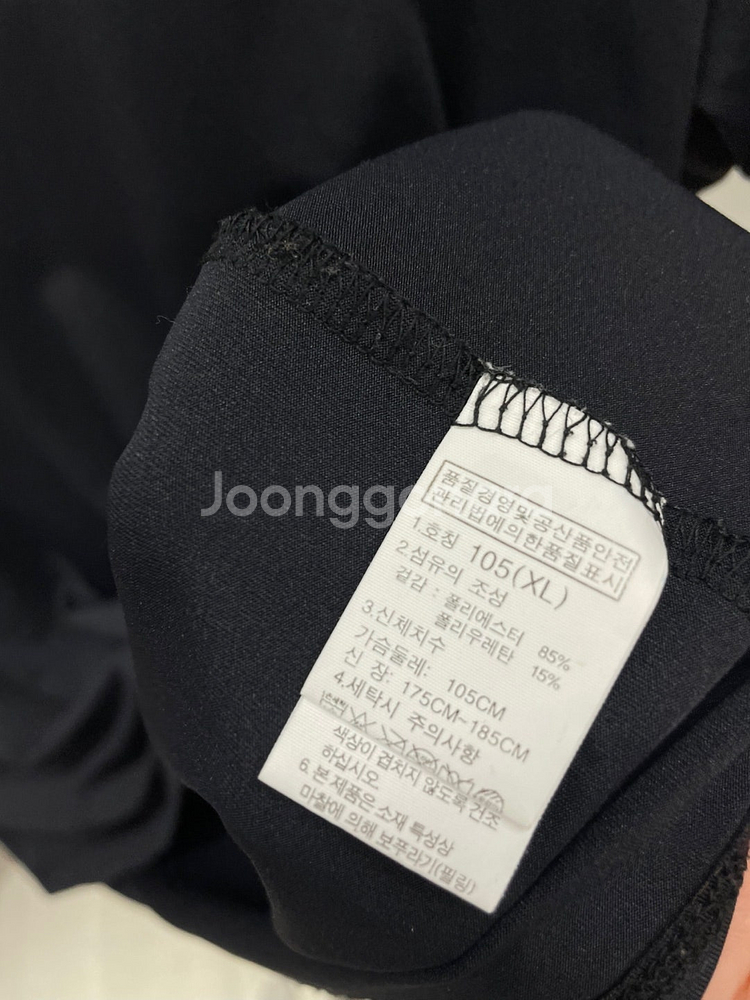 품질경영및공산품안전
관리법에의한품질표시
1.호칭 105(XL)
2.섬유의 조성
겉감 : 폴리에스터 85%
폴리우레탄 15%
3.신체치수
가슴둘레: 105CM
신 장: 175CM-185CM
4.세탁시 주의사항
색상이 겹치지 않도록 건조
하십시오
6.본 제품은 소재 특성상
마찰에 의해 보푸라기(필링)